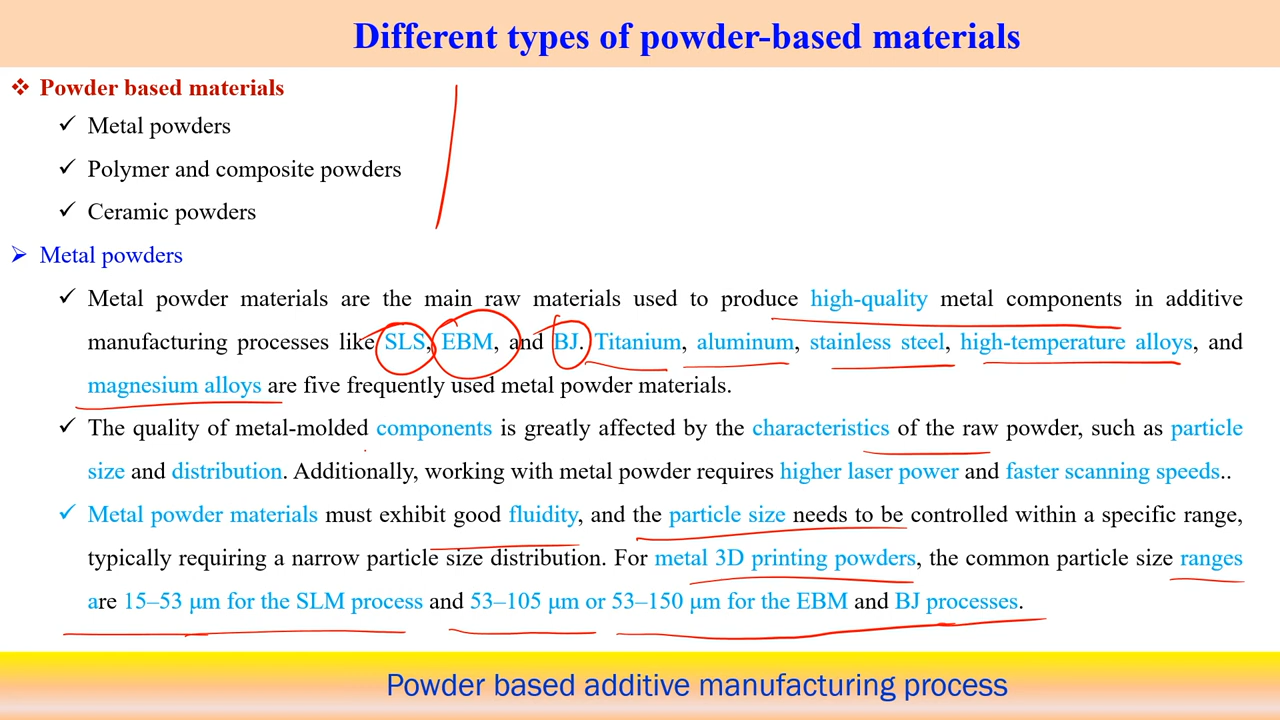 Different types of powder-based materials
Powder based materials
Metal powders
Polymer and composite powders
Ceramic powders
Metal powders
Metal powder materials are the main raw materials used to produce high-quality metal components in additive
manufacturing processes like SLS, EBM, and BJ. Titanium, aluminum, stainless steel, high-temperature alloys, and
magnesium alloys are five frequently used metal powder materials.
The quality of metal-molded components is greatly affected by the characteristics of the raw powder, such as particle
size and distribution. Additionally, working with metal powder requires higher laser power and faster scanning speeds..
Metal powder materials must exhibit good fluidity, and the particle size needs to be controlled within a specific range,
typically requiring a narrow particle size distribution. For metal 3D printing powders, the common particle size ranges
are 15–53 μm for the SLM process and 53–105 μm or 53–150 μm for the EBM and BJ processes.
Powder based additive manufacturing process